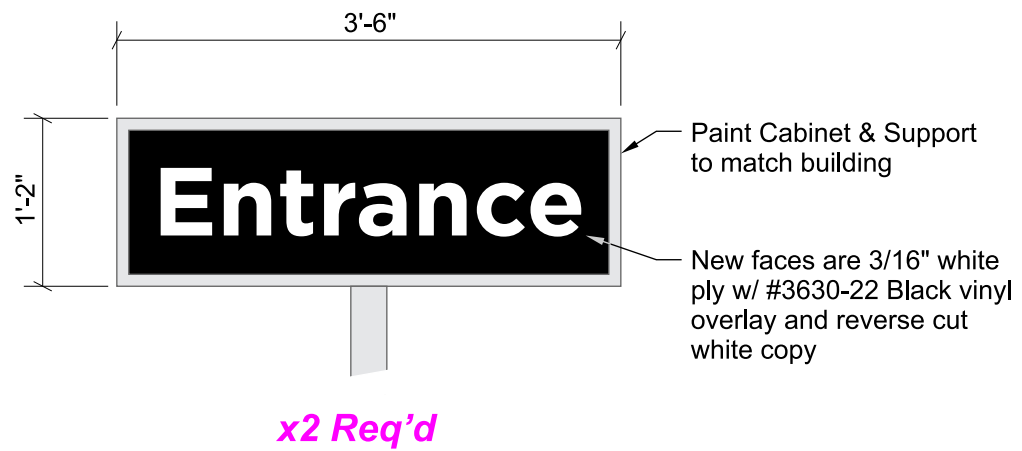 3'-6"
1'-2"
Entrance
Paint Cabinet & Support
to match building
New faces are 3/16" white
ply w/ #3630-22 Black vinyl
overlay and reverse cut
white copy
x2 Req’d